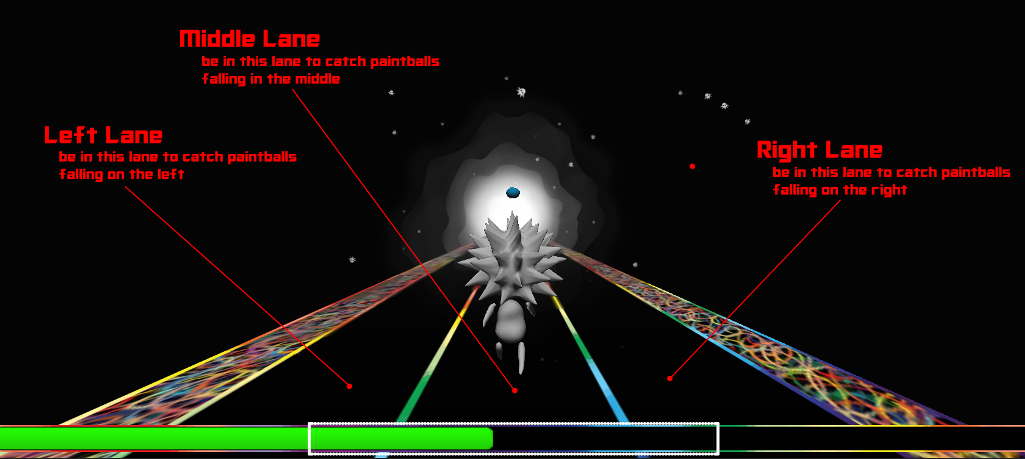 Middle Lane
be in this lane to catch paintballs
falling in the middle
Left Lane
be in this lane to catch paintballs
falling on the left
Right Lane
be in this lane to catch paintballs
falling on the right